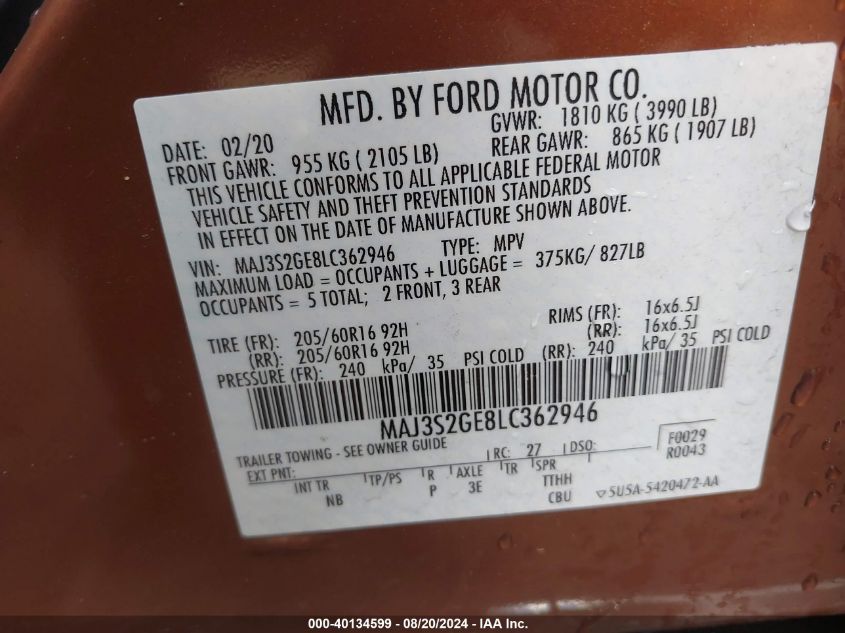 MFD. BY FORD MOTOR CO.
DATE: 02/20 GVWR: 1810 KG ( 3990 LB)
FRONT GAWR: 955 KG ( 2105 LB) REAR GAWR: 865 KG ( 1907 LB)
THIS VEHICLE CONFORMS TO ALL APPLICABLE FEDERAL MOTOR
VEHICLE SAFETY AND THEFT PREVENTION STANDARDS
IN EFFECT ON THE DATE OF MANUFACTURE SHOWN ABOVE.
VIN: MAJ3S2GE8LC362946 TYPE: MPV
MAXIMUM LOAD = OCCUPANTS + LUGGAGE = 375KG/ 827LB
OCCUPANTS = 5 TOTAL; 2 FRONT, 3 REAR
TIRE (FR): 205/60R16 92H RIMS (FR): 16x6.5J
(RR): 205/60R16 92H (RR): 16x6.5J
PRESSURE (FR): 240 kPa/ 35 PSI COLD (RR): 240 kPa/ 35 PSI COLD
MAJ3S2GE8LC362946
TRAILER TOWING - SEE OWNER GUIDE
EXT PNT: RC: 27 DSO:
F0029
R0043
INT TR TP/PS R AXLE TR SPR
NB P 3E TTHH
CBU 5U5A-5420472-AA
000-40134599 - 08/20/2024 - IAAI Inc.